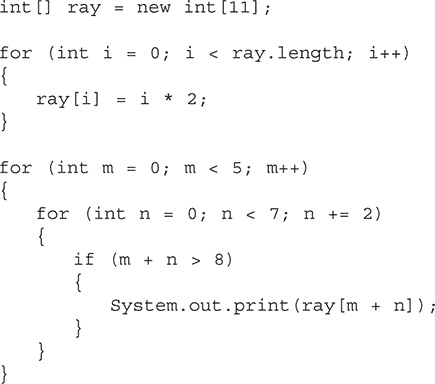 int[] ray = new int[11];
for (int i = 0; i < ray.length; i++)
{
ray[i] = i * 2;
}
for (int m = 0; m < 5; m++)
{
for (int n = 0; n < 7; n += 2)
{
if (m + n > 8)
{
System.out.print(ray[m + n]);
}
}
}